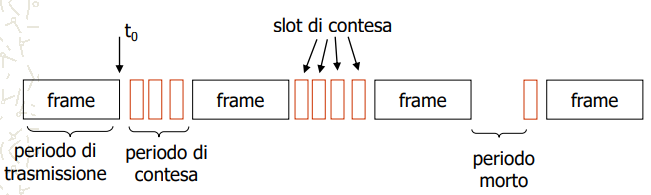 t0
slot di contesa
frame
frame
frame
frame
periodo di
trasmissione
periodo di
contesa
periodo
morto